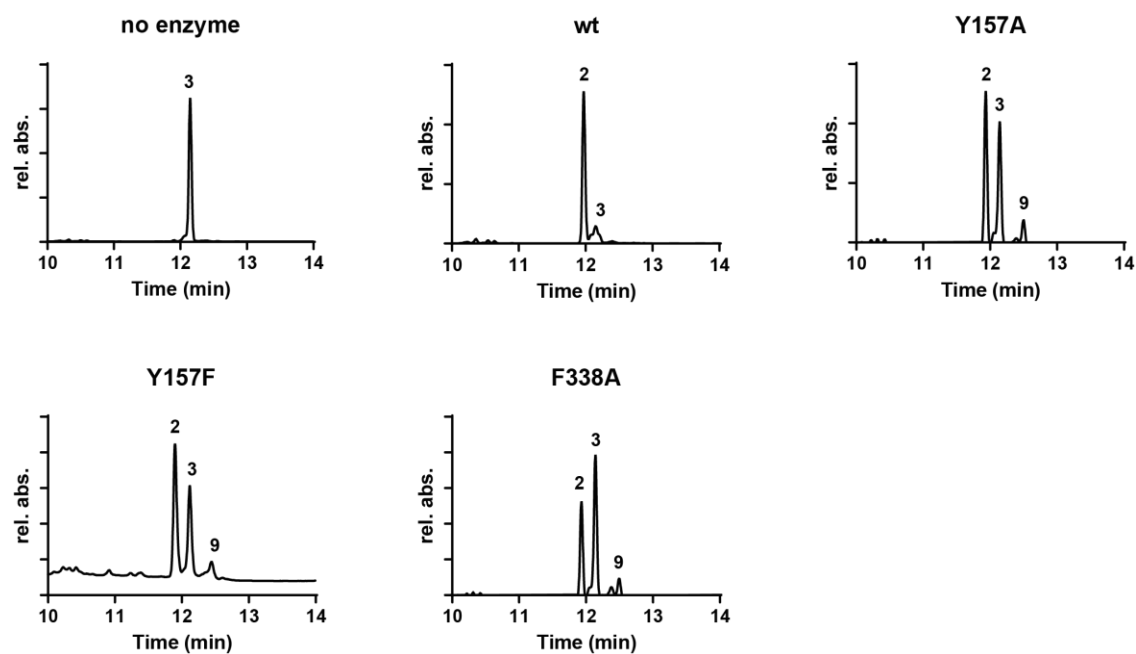 no enzyme
3
rel. abs.
10 11 12 13 14
Time (min)
wt
2
3
rel. abs.
10 11 12 13 14
Time (min)
Y157A
2
3
9
rel. abs.
10 11 12 13 14
Time (min)
Y157F
2
3
9
rel. abs.
10 11 12 13 14
Time (min)
F338A
3
2
9
rel. abs.
10 11 12 13 14
Time (min)